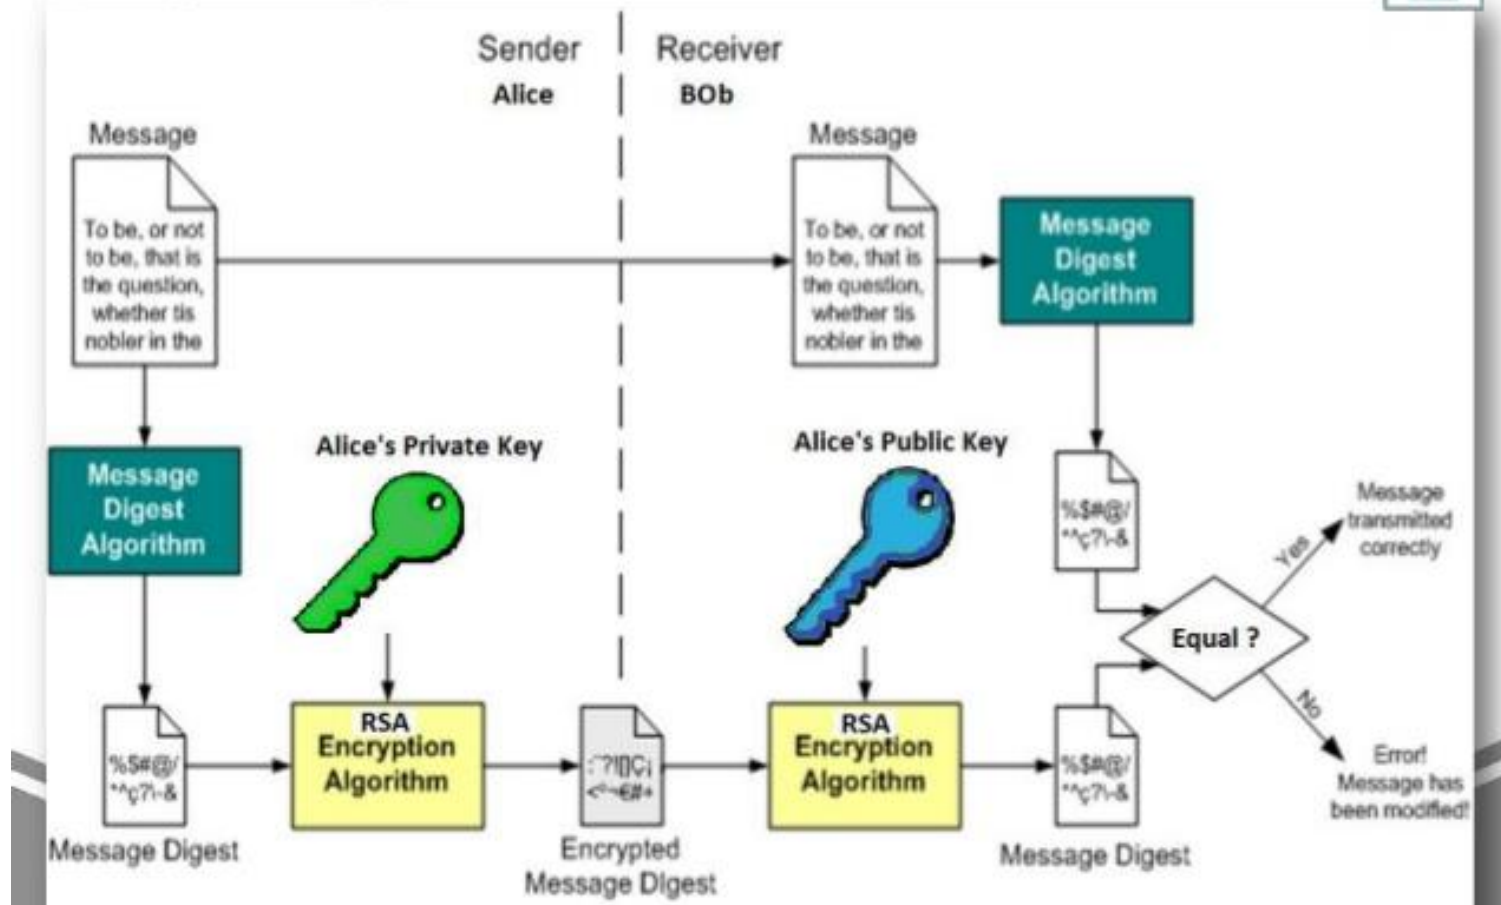 Sender
Receiver
Alice
BOb
Message
Message
To be, or not
to be, that is
the question,
whether tis
nobler in the
To be, or not
to be, that is
the question,
whether tis
nobler in the
Message
Digest
Algorithm
Alice's Private Key
Alice's Public Key
Message
Digest
Algorithm
%$#@/
*^ç?\-&
Message
transmitted
correctly
Yes
Equal ?
No
Error!
Message has
been modified!
%$#@/
*^ç?\-&
RSA
Encryption
Algorithm
RSA
Encryption
Algorithm
%$#@/
*^ç?\-&
Message Digest
Encrypted
Message DIgest
Message Digest